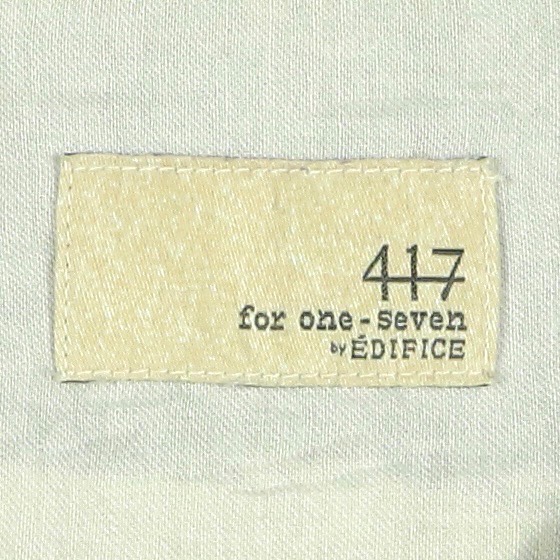 417
for one-seven
by ÉDIFICE